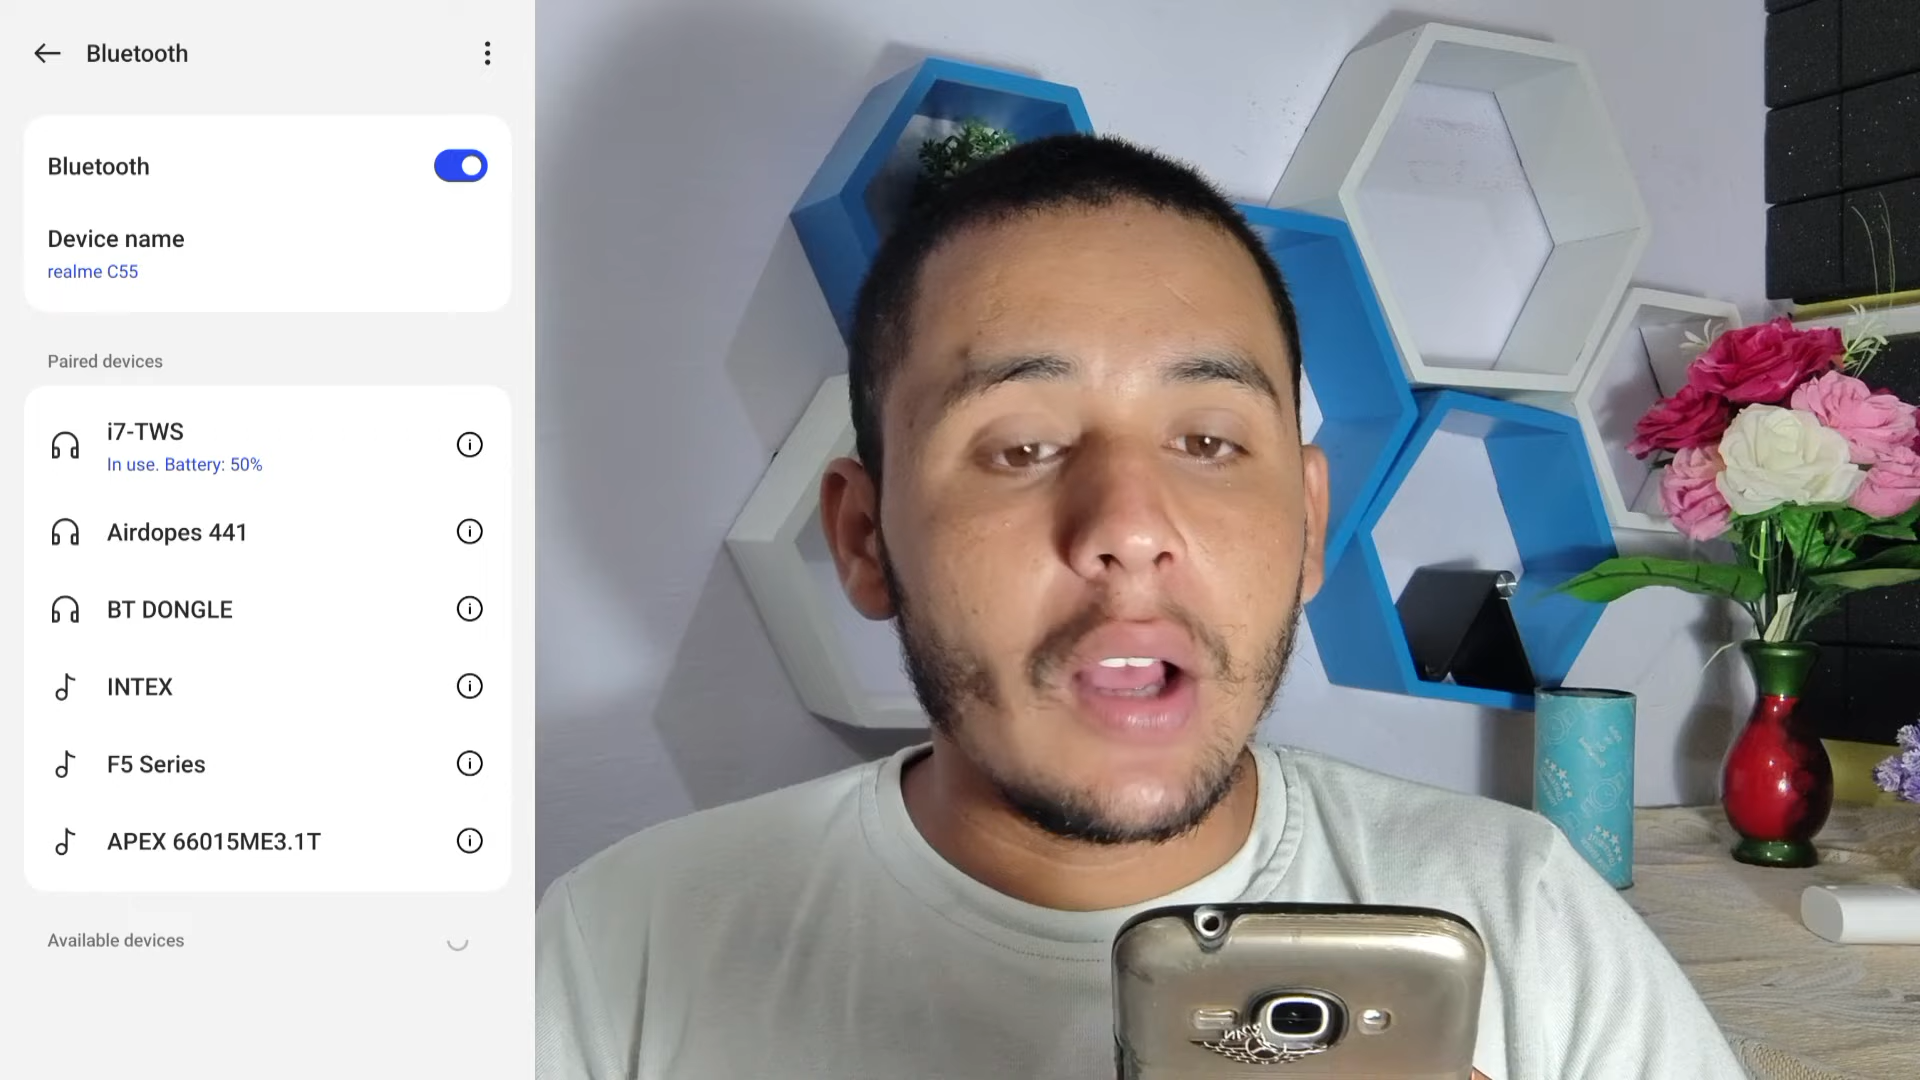 Bluetooth
Bluetooth
Device name
realme C55
Paired devices
i7-TWS
In use. Battery: 50%
Airdopes 441
BT DONGLE
INTEX
F5 Series
APEX 66015ME3.1T
Available devices